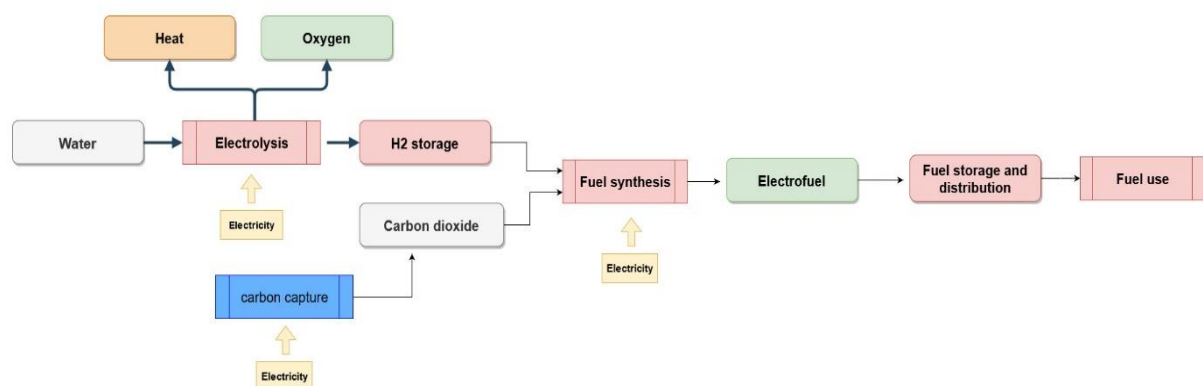 Heat
Oxygen
Water
Electrolysis
H2 storage
Fuel synthesis
Electrofuel
Fuel storage and
distribution
Fuel use
Electricity
Carbon dioxide
Electricity
carbon capture
Electricity